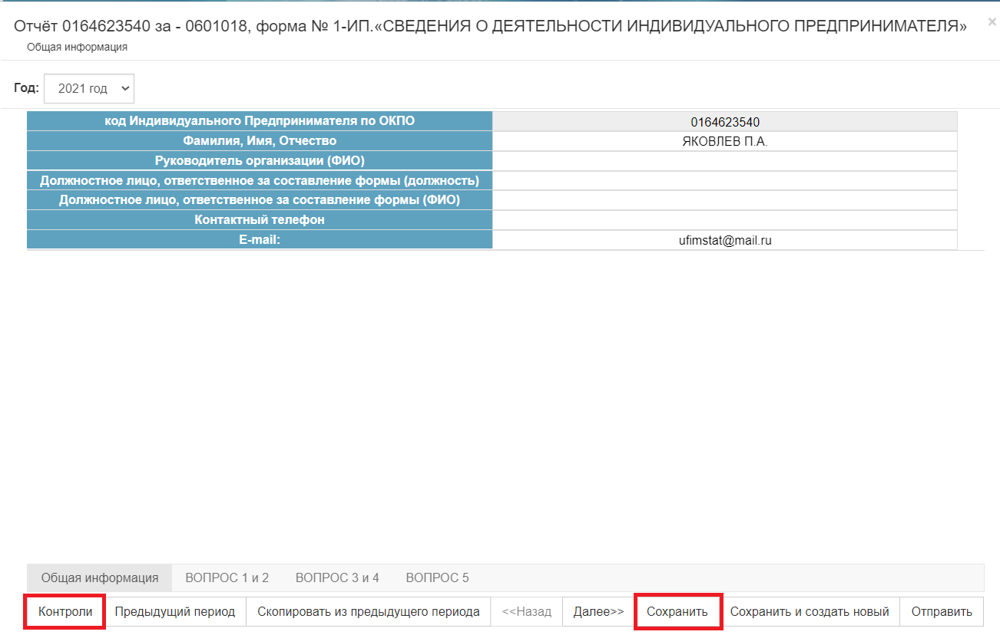 Отчёт 0164623540 за - 0601018, форма № 1-ИП.«СВЕДЕНИЯ О ДЕЯТЕЛЬНОСТИ ИНДИВИДУАЛЬНОГО ПРЕДПРИНИМАТЕЛЯ» ×
Общая информация
Год: 2021 год
код Индивидуального Предпринимателя по ОКПО 0164623540
Фамилия, Имя, Отчество ЯКОВЛЕВ П.А.
Руководитель организации (ФИО)
Должностное лицо, ответственное за составление формы (должность)
Должностное лицо, ответственное за составление формы (ФИО)
Контактный телефон
E-mail: ufimstat@mail.ru
Общая информация ВОПРОС 1 и 2 ВОПРОС 3 и 4 ВОПРОС 5
Контроли Предыдущий период Скопировать из предыдущего периода <<Назад Далее>> Сохранить Сохранить и создать новый Отправить